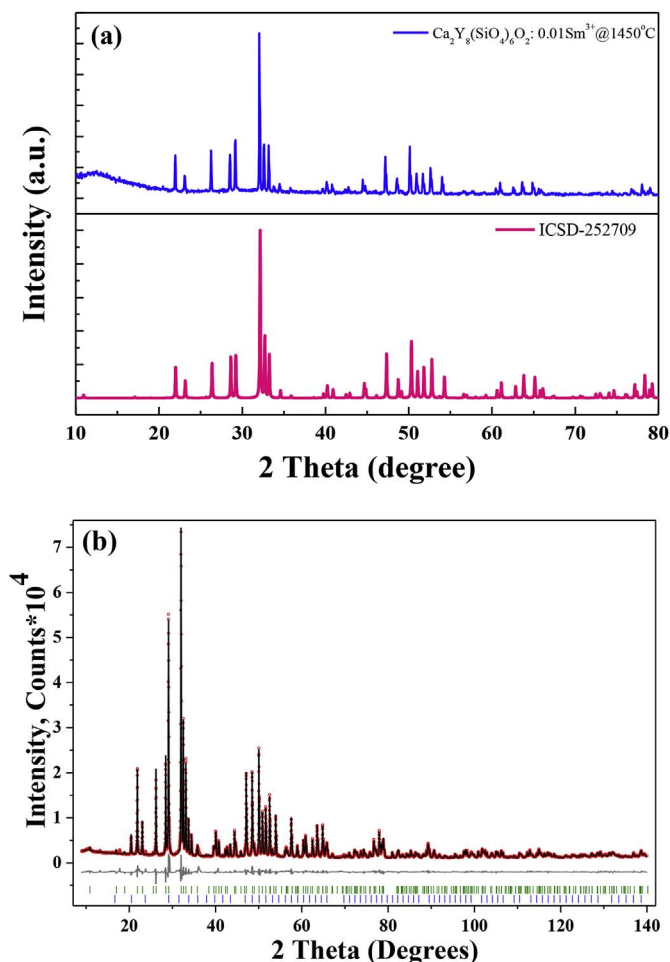 (a)
Ca₂Y₈(SiO₄)₆O₂: 0.01Sm³⁺@1450°C
ICSD-252709
Intensity (a.u.)
10 20 30 40 50 60 70 80
2 Theta (degree)
(b)
Intensity, Counts*10⁴
7
6
5
4
3
2
1
0
20 40 60 80 100 120 140
2 Theta (Degrees)